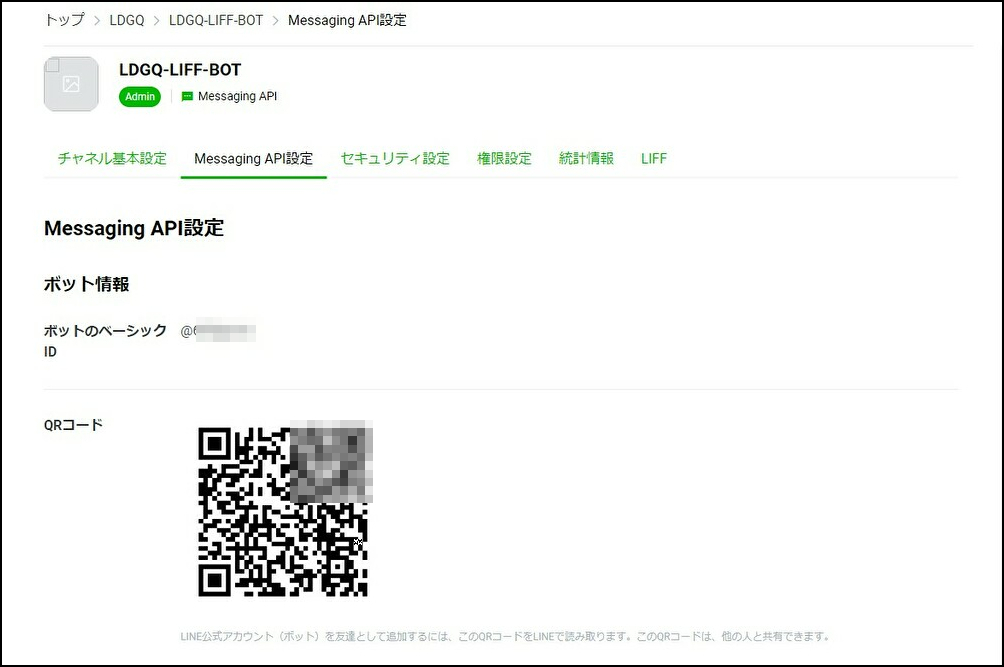 トップ > LDGQ > LDGQ-LIFF-BOT > Messaging API設定
LDGQ-LIFF-BOT
Admin Messaging API
チャネル基本設定 Messaging API設定 セキュリティ設定 権限設定 統計情報 LIFF
Messaging API設定
ボット情報
ボットのベーシック
ID
QRコード
LINE公式アカウント（ボット）を友達として追加するには、このQRコードをLINEで読み取ります。このQRコードは、他の人と共有できます。